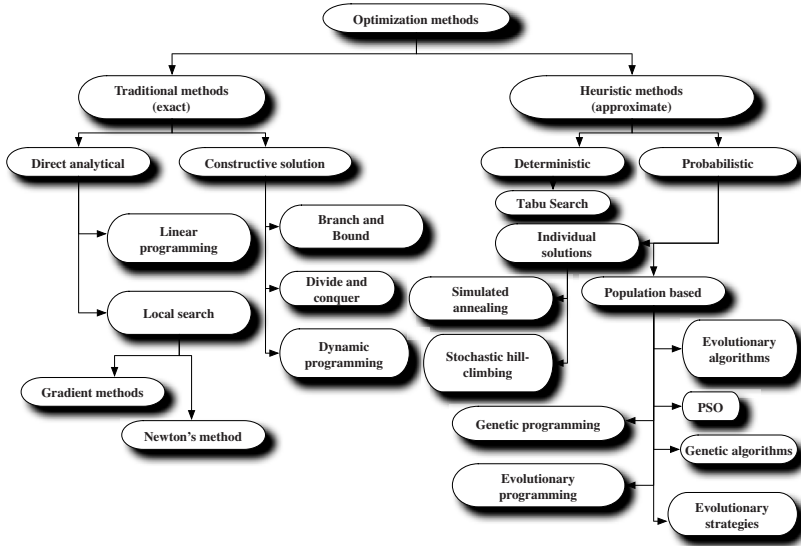 Optimization methods
Traditional methods
(exact)
Heuristic methods
(approximate)
Direct analytical
Constructive solution
Deterministic
Probabilistic
Tabu Search
Linear
programming
Branch and
Bound
Individual
solutions
Divide and
conquer
Simulated
annealing
Population based
Local search
Dynamic
programming
Stochastic hill-
climbing
Evolutionary
algorithms
Gradient methods
PSO
Newton's method
Genetic programming
Genetic algorithms
Evolutionary
programming
Evolutionary
strategies